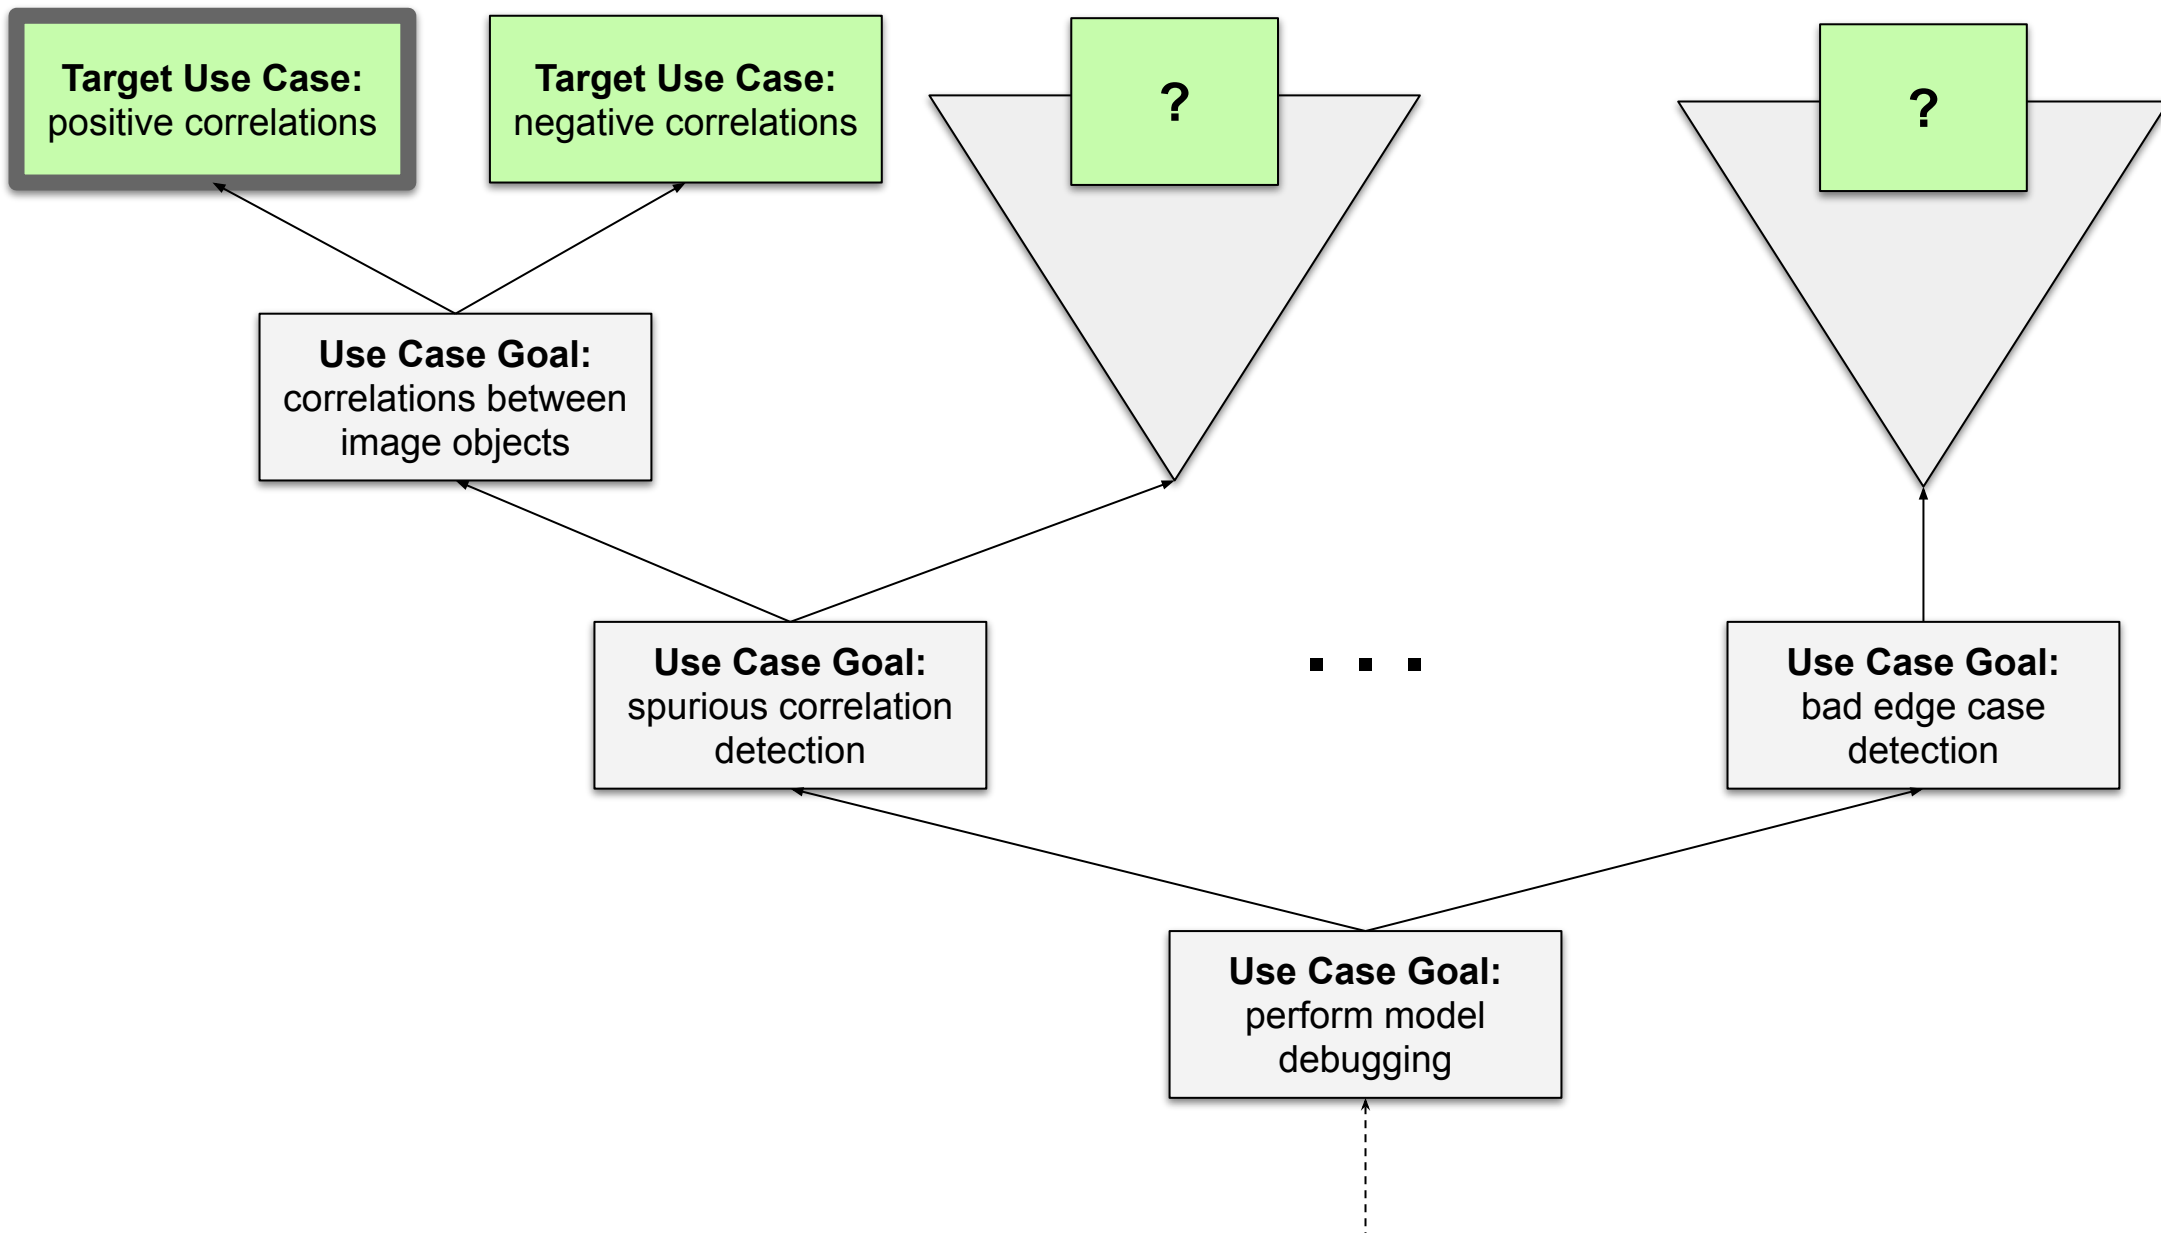 Target Use Case:
positive correlations
Target Use Case:
negative correlations
?
?
Use Case Goal:
correlations between
image objects
Use Case Goal:
spurious correlation
detection
. . .
Use Case Goal:
bad edge case
detection
Use Case Goal:
perform model
debugging